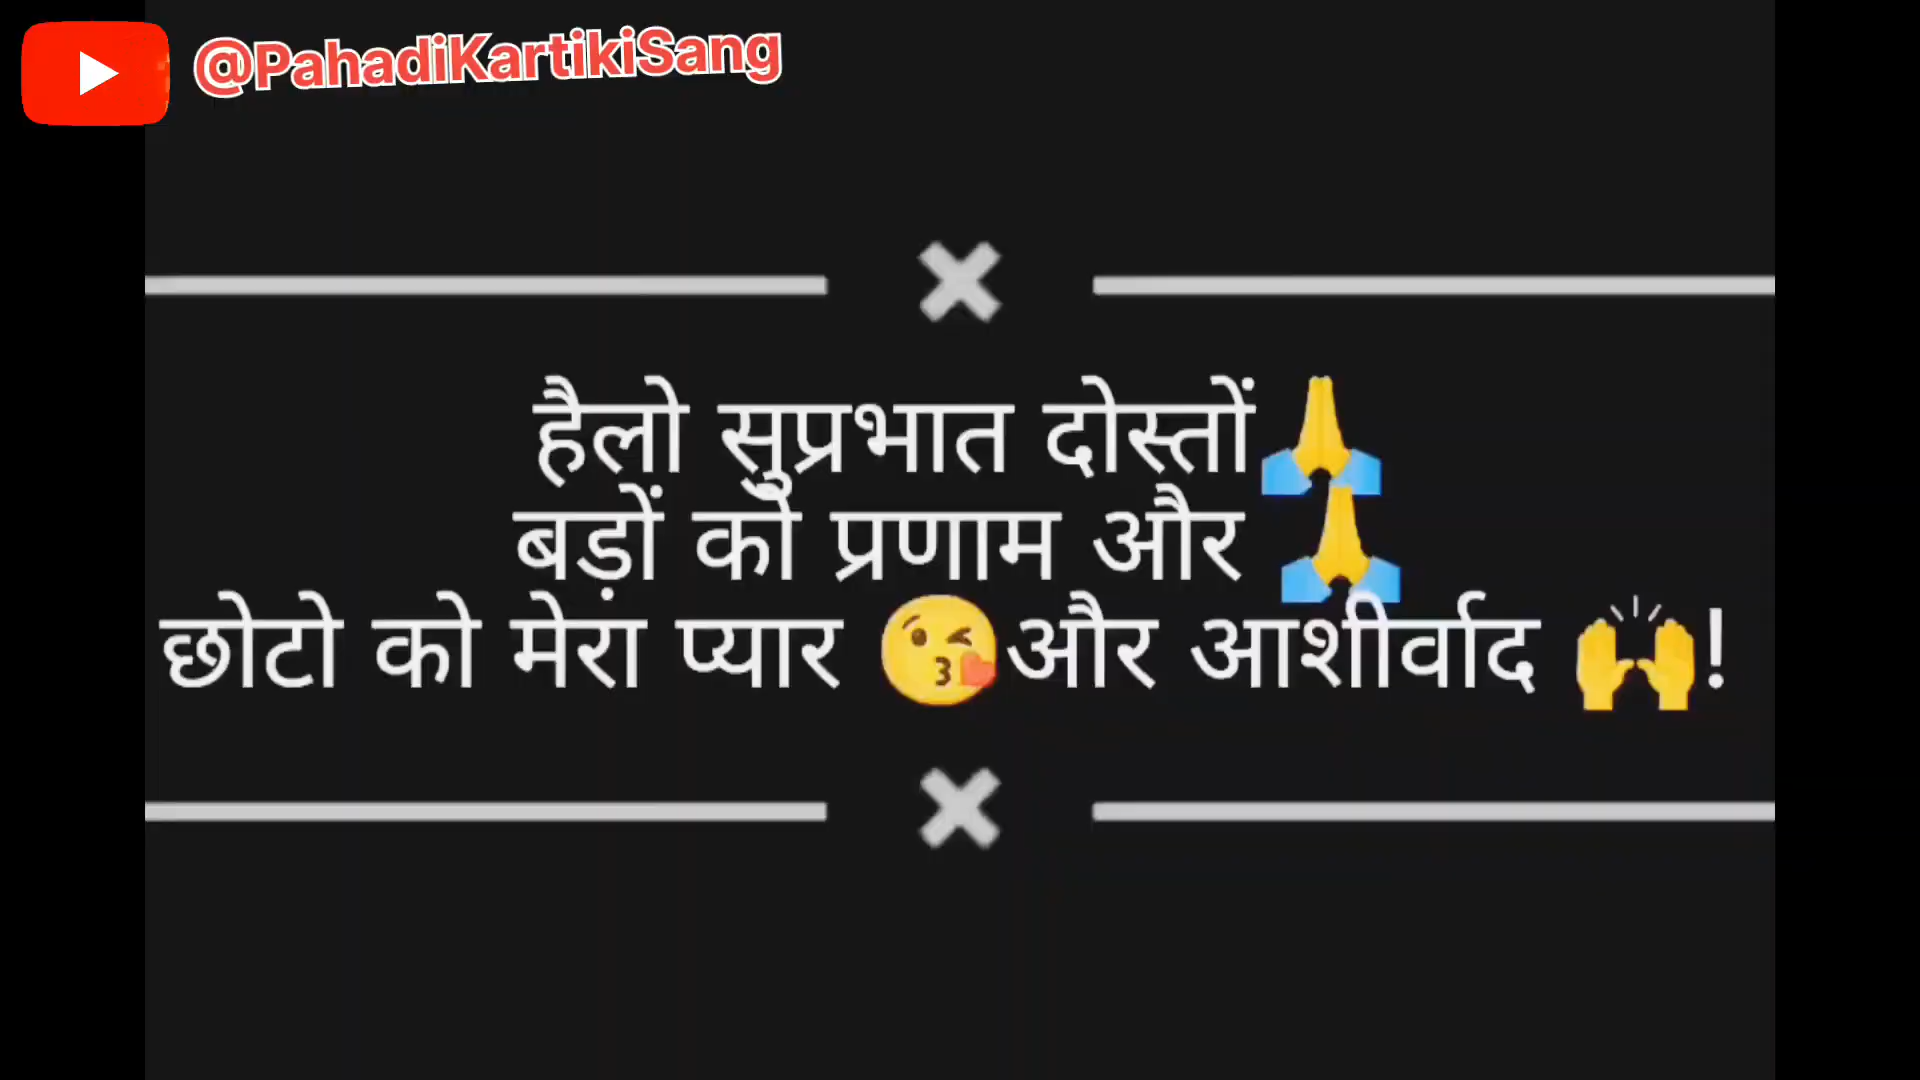 @PahadiKartikiSang
हैलो सुप्रभात दोस्तों🙏
बड़ों को प्रणाम और 🙏
छोटो को मेरा प्यार 😘और आशीर्वाद 🙌!